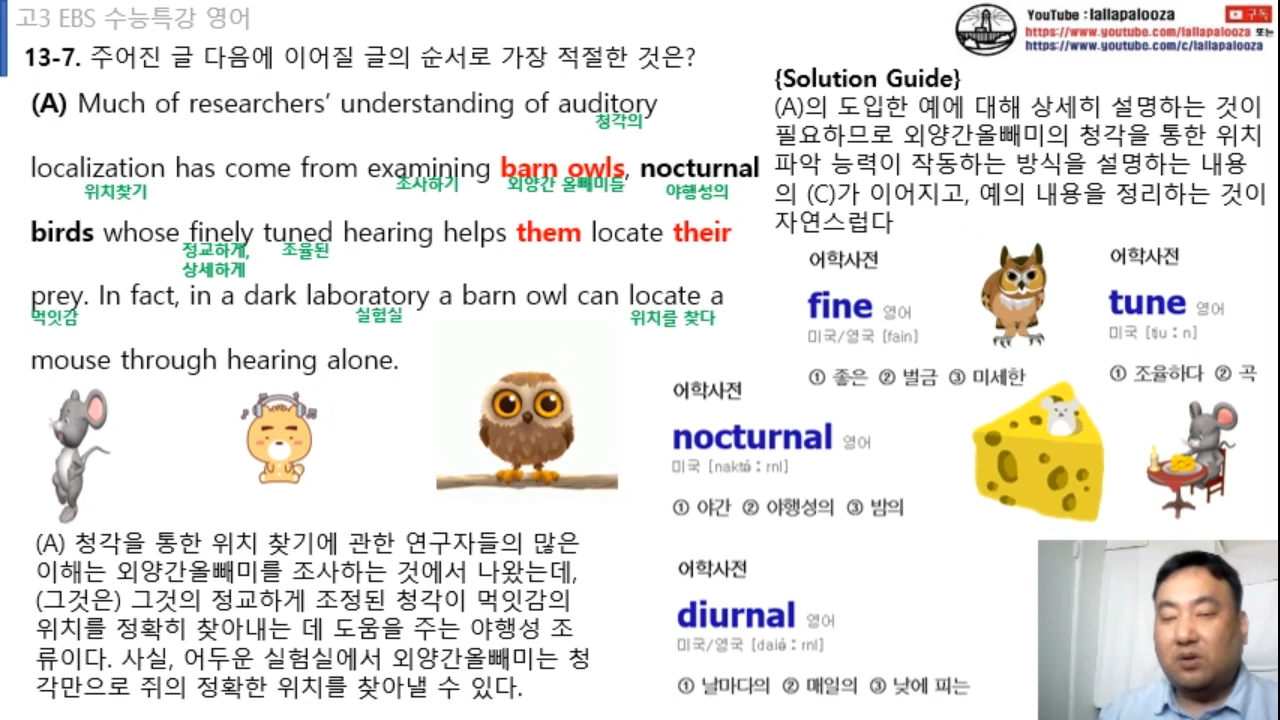 고3 EBS 수능특강 영어
YouTube : lallapalooza
구독
https://www.youtube.com/lallapalooza 또는
https://www.youtube.com/c/lallapalooza
13-7. 주어진 글 다음에 이어질 글의 순서로 가장 적절한 것은?
(A) Much of researchers’ understanding of auditory
청각의
localization has come from examining barn owls, nocturnal
위치찾기 조사하기 외양간 올빼미들 야행성의
birds whose finely tuned hearing helps them locate their
정교하게, 조율된
상세하게
prey. In fact, in a dark laboratory a barn owl can locate a
먹잇감 실험실 위치를 찾다
mouse through hearing alone.
{Solution Guide}
(A)의 도입한 예에 대해 상세히 설명하는 것이
필요하므로 외양간올빼미의 청각을 통한 위치
파악 능력이 작동하는 방식을 설명하는 내용
의 (C)가 이어지고, 예의 내용을 정리하는 것이
자연스럽다
어학사전
fine 영어
미국/영국 [fain]
① 좋은 ② 벌금 ③ 미세한
어학사전
tune 영어
미국 [tjuːn]
① 조율하다 ② 곡
어학사전
nocturnal 영어
미국 [naktə́ːrnl]
① 야간 ② 야행성의 ③ 밤의
어학사전
diurnal 영어
미국/영국 [daiə́ːrnl]
① 날마다의 ② 매일의 ③ 낮에 피는
(A) 청각을 통한 위치 찾기에 관한 연구자들의 많은
이해는 외양간올빼미를 조사하는 것에서 나왔는데,
(그것은) 그것의 정교하게 조정된 청각이 먹잇감의
위치를 정확히 찾아내는 데 도움을 주는 야행성 조
류이다. 사실, 어두운 실험실에서 외양간올빼미는 청
각만으로 쥐의 정확한 위치를 찾아낼 수 있다.